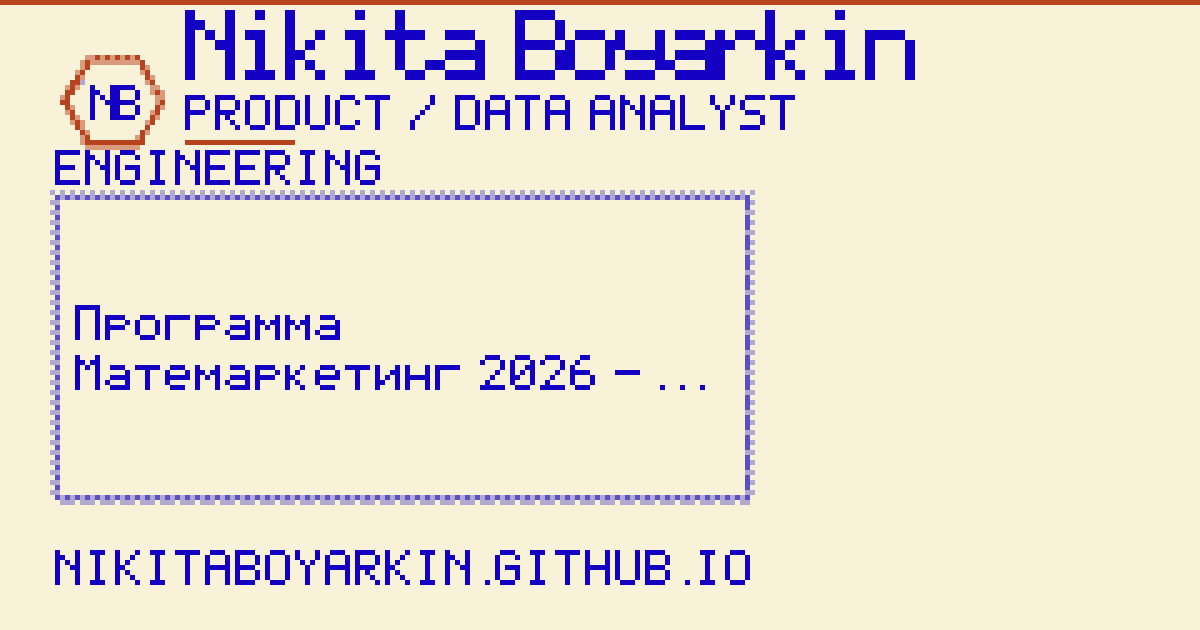 Nikita Boyarkin
NB
PRODUCT / DATA ANALYST
ENGINEERING
Программа
Матемаркетинг 2026 – ...
NIKITABOYARKIN.GITHUB.IO